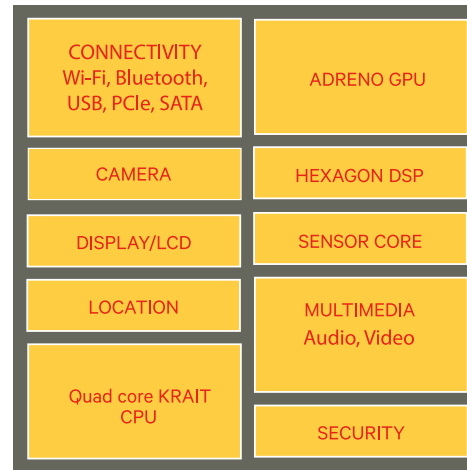 CONNECTIVITY
Wi-Fi, Bluetooth,
USB, PCIe, SATA
ADRENO GPU
CAMERA
HEXAGON DSP
DISPLAY/LCD
SENSOR CORE
LOCATION
MULTIMEDIA
Audio, Video
Quad core KRAIT
CPU
SECURITY